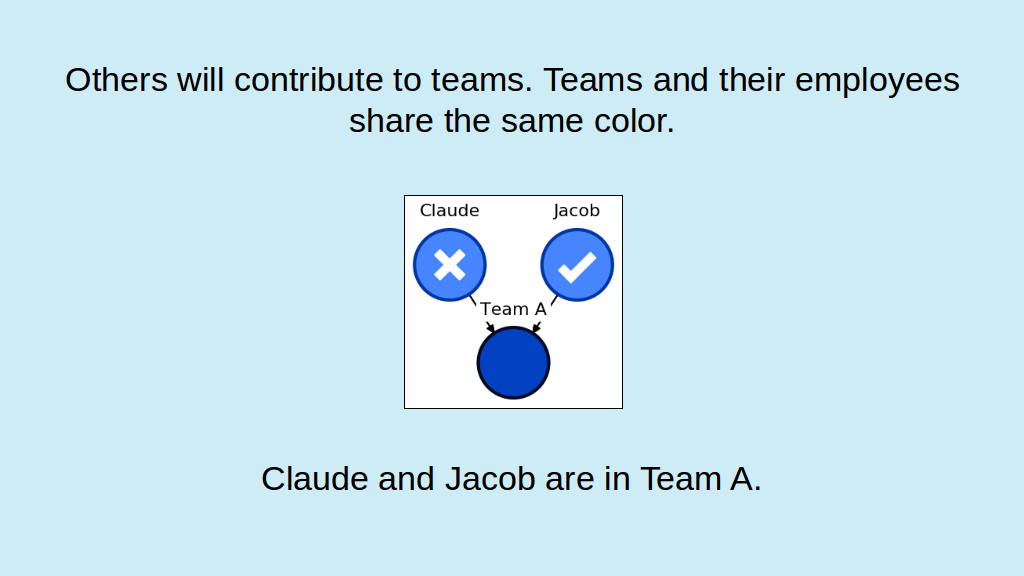 Others will contribute to teams. Teams and their employees
share the same color.
Claude Jacob
Team A
Claude and Jacob are in Team A.